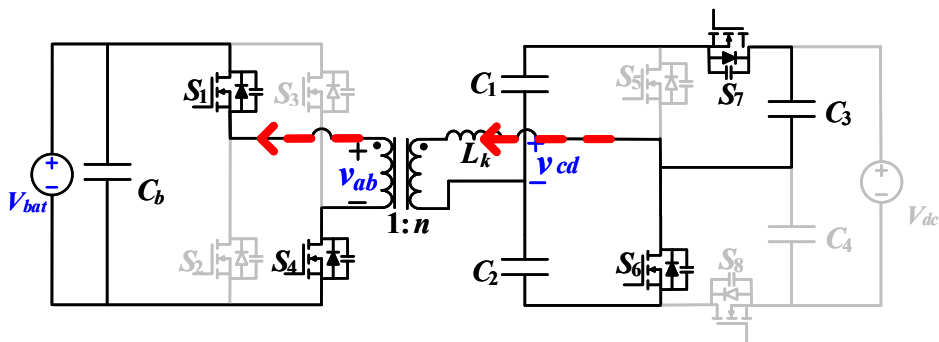 S7
S1
S3
S5
C1
C3
Lk
+
+
vab
vcd
+
−
Vbat
Cb
−
−
1:n
+
−
Vdc
S2
S4
C2
S6
S8
C4